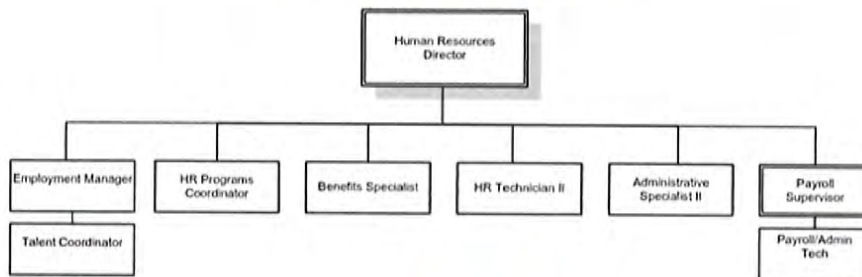 Human Resources
Director
Employment Manager
HR Programs
Coordinator
Benefits Specialist
HR Technician II
Administrative
Specialist II
Payroll
Supervisor
Talent Coordinator
Payroll/Admin
Tech